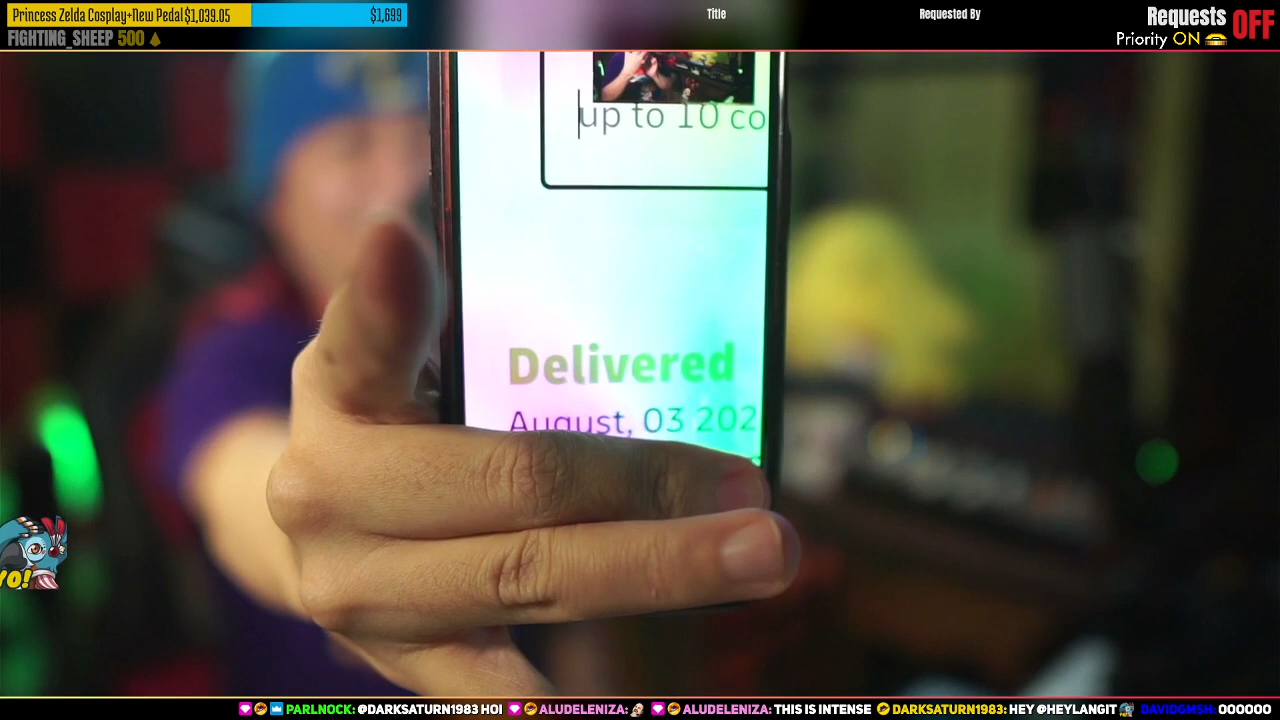 Princess Zelda Cosplay+New Pedal $1,039.05 $1,699
FIGHTING_SHEEP 500
Title
Requested By
Requests OFF
Priority ON
up to 10 co
Delivered
August, 03 202
YO!
PARLNOCK: @DARKSATURN1983 HOI ALUDELENIZA: ALUDELENIZA: THIS IS INTENSE DARKSATURN1983: HEY @HEYLANGIT DAVIDGMSH: OOOOOO